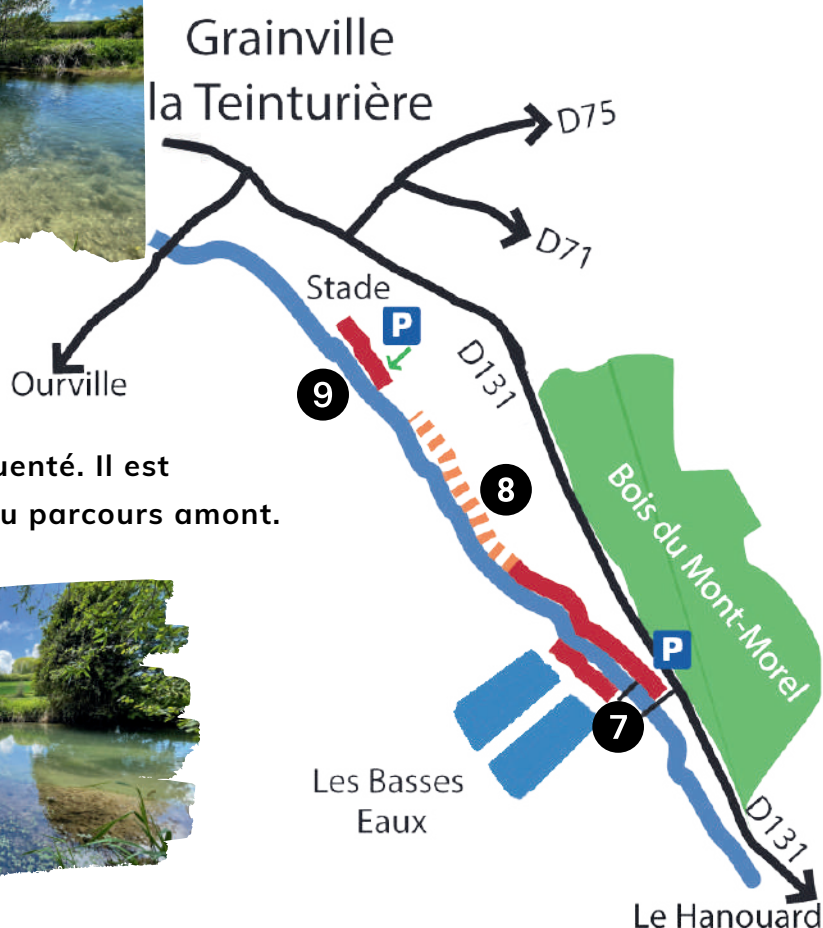 Grainville
la Teinturière
D75
D71
Stade
P
D131
Ourville
9
uenté. Il est
u parcours amont.
8
Bois du Mont-Morel
P
7
Les Basses
Eaux
D131
Le Hanouard